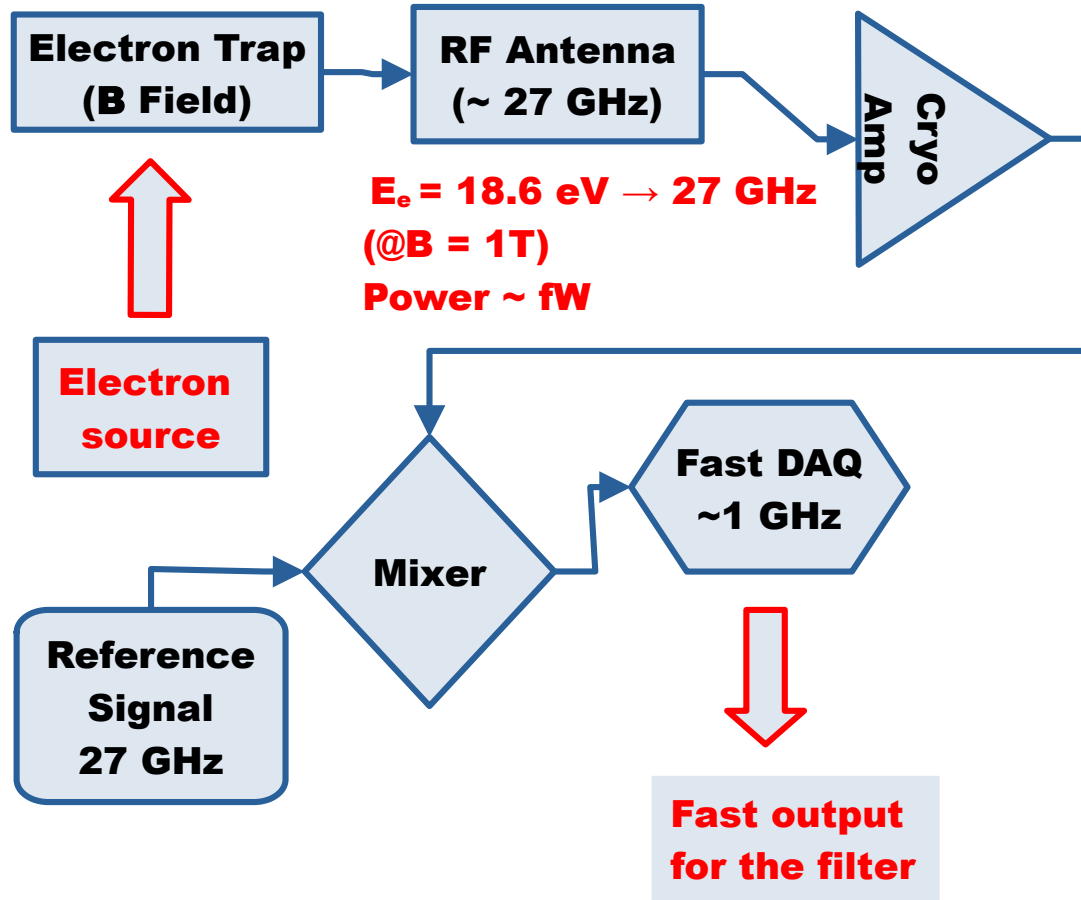 Electron Trap
(B Field)
RF Antenna
(~ 27 GHz)
Cryo
Amp
Eₑ = 18.6 eV → 27 GHz
(@B = 1T)
Power ~ fW
Electron
source
Mixer
Fast DAQ
~1 GHz
Reference
Signal
27 GHz
Fast output
for the filter